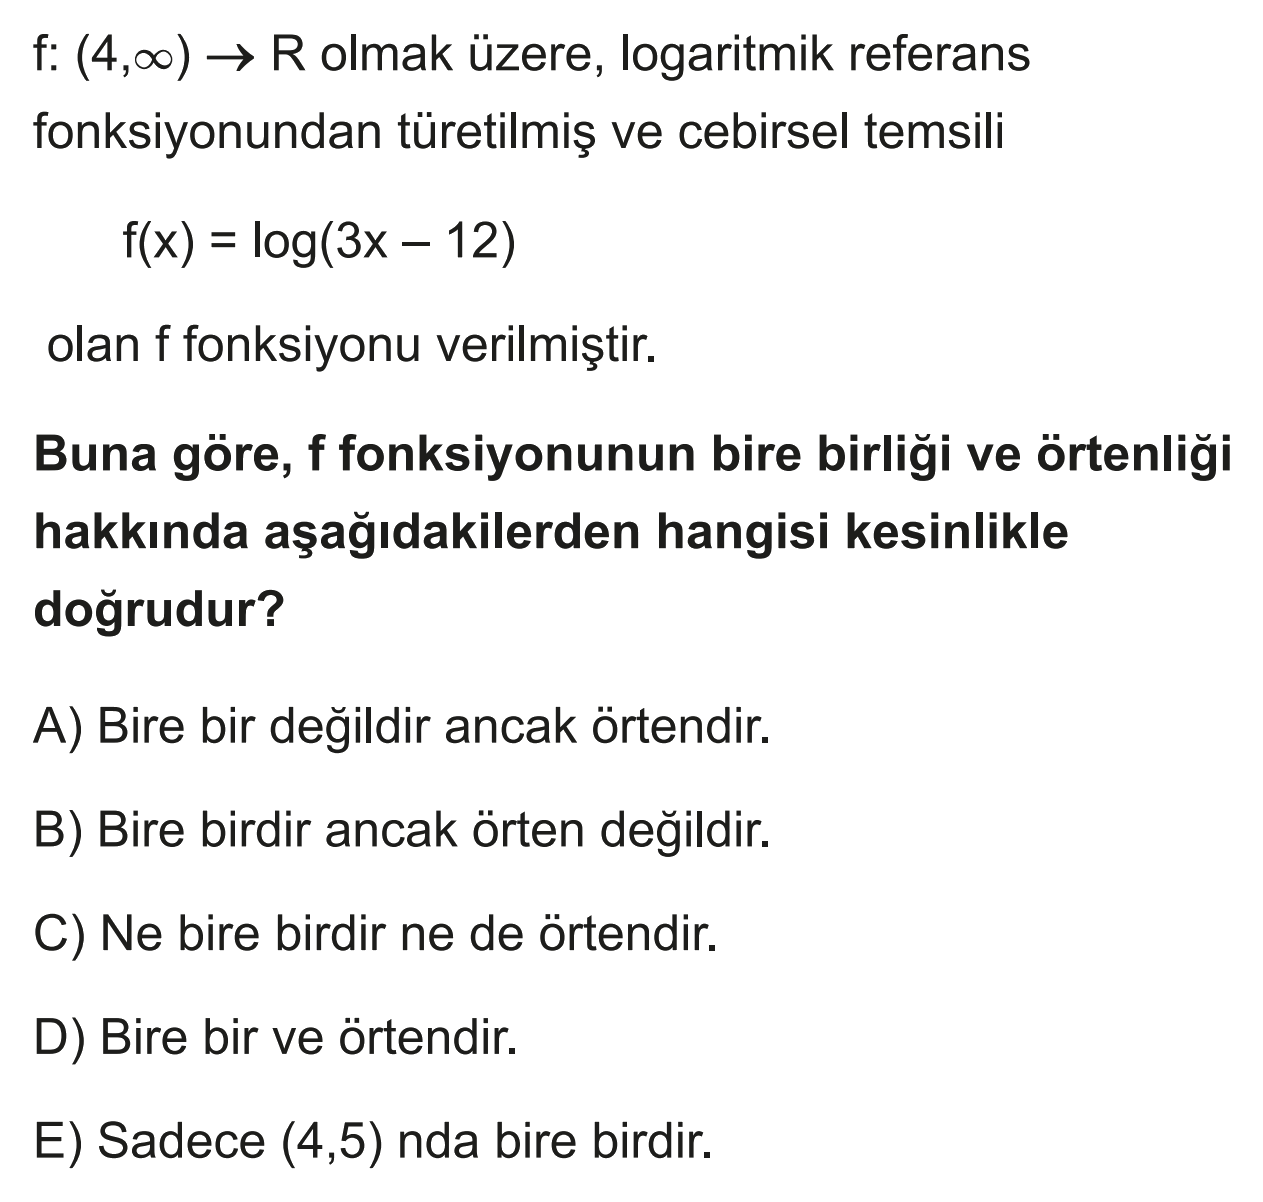 f: (4,∞) → R olmak üzere, logaritmik referans
fonksiyonundan türetilmiş ve cebirsel temsili
f(x) = log(3x – 12)
olan f fonksiyonu verilmiştir.
Buna göre, f fonksiyonunun bire birliği ve örtenliği
hakkında aşağıdakilerden hangisi kesinlikle
doğrudur?
A) Bire bir değildir ancak örtendir.
B) Bire birdir ancak örten değildir.
C) Ne bire birdir ne de örtendir.
D) Bire bir ve örtendir.
E) Sadece (4,5) nda bire birdir.